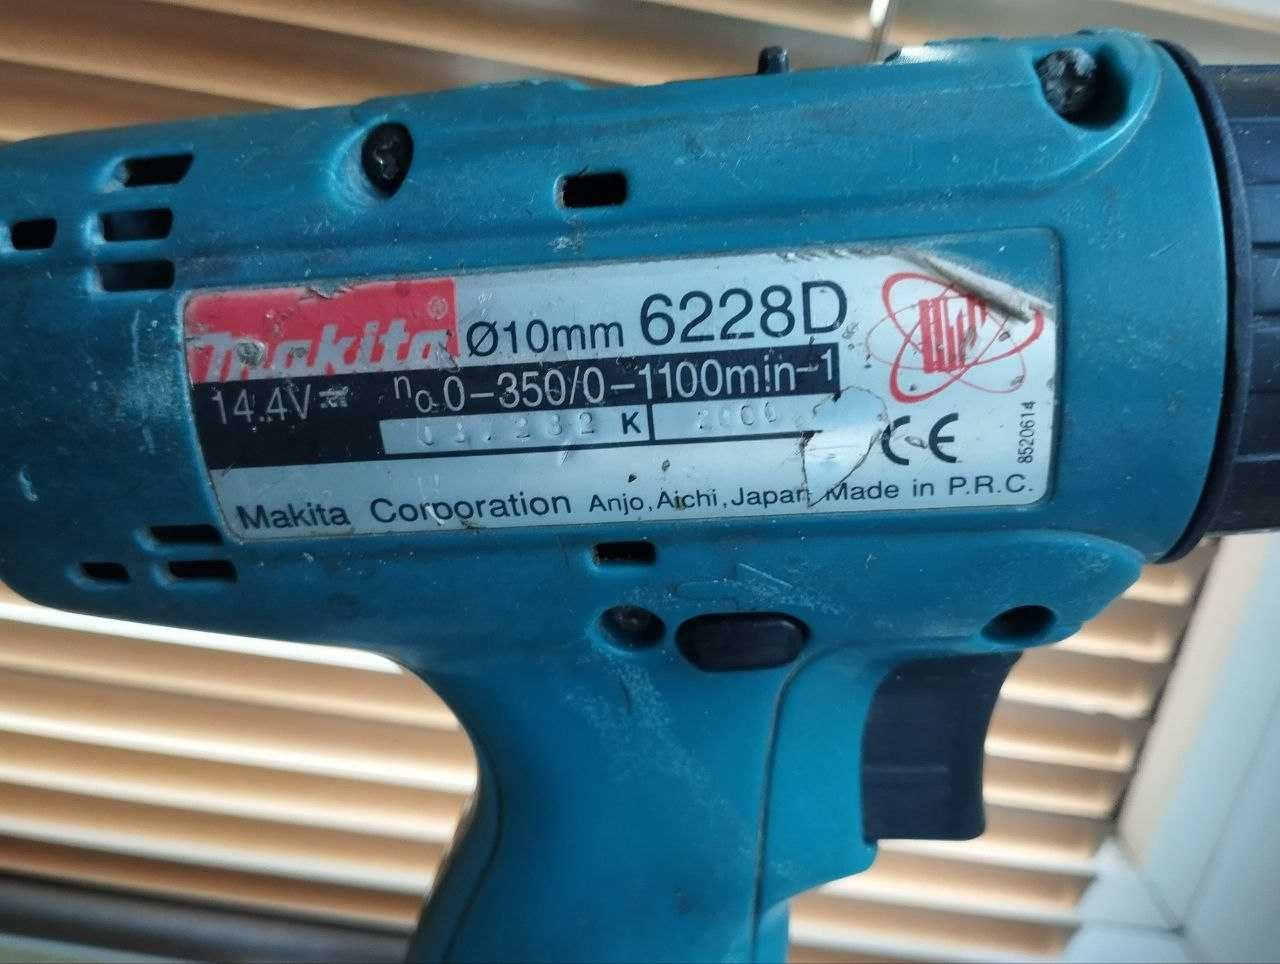 Makita® Ø10mm 6228D
14.4V n₀0-350/0-1100min⁻¹
K 2000
CE
8520614
Makita Corporation Anjo, Aichi, Japan Made in P.R.C.